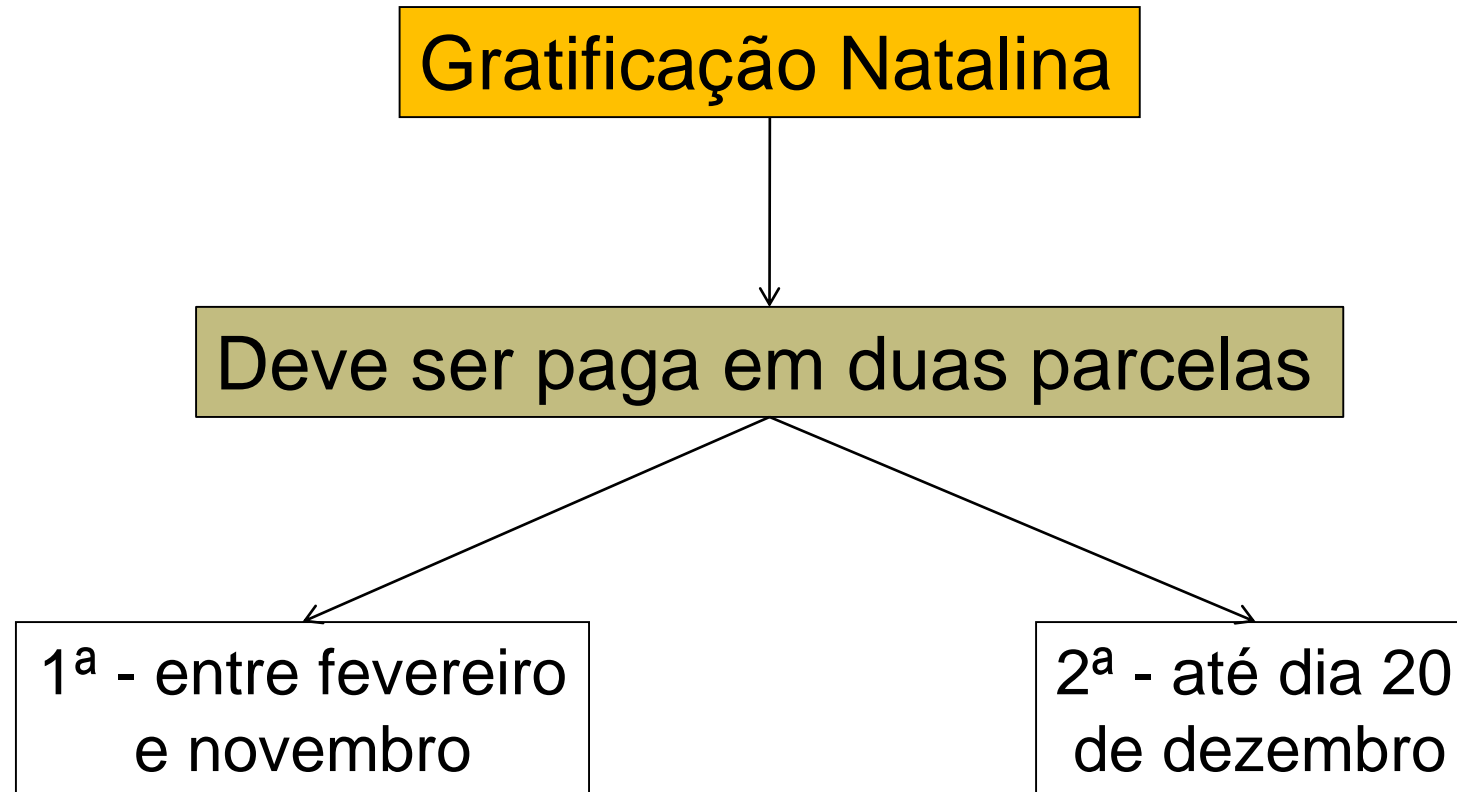 Gratificação Natalina
Deve ser paga em duas parcelas
1ª - entre fevereiro
e novembro
2ª - até dia 20
de dezembro